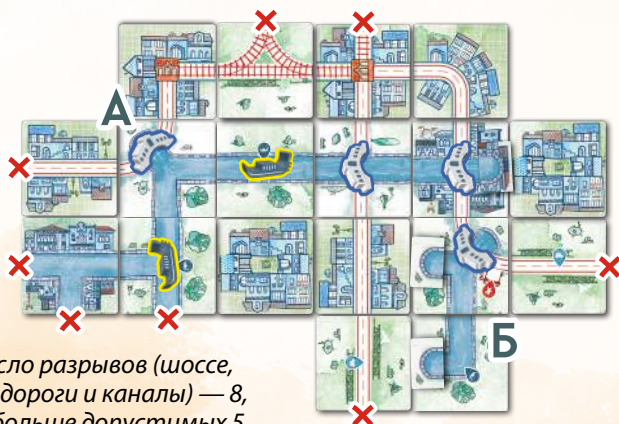 А
Б
сло разрывов (шоссе,
дороги и каналы) — 8,
больше допустимых 5